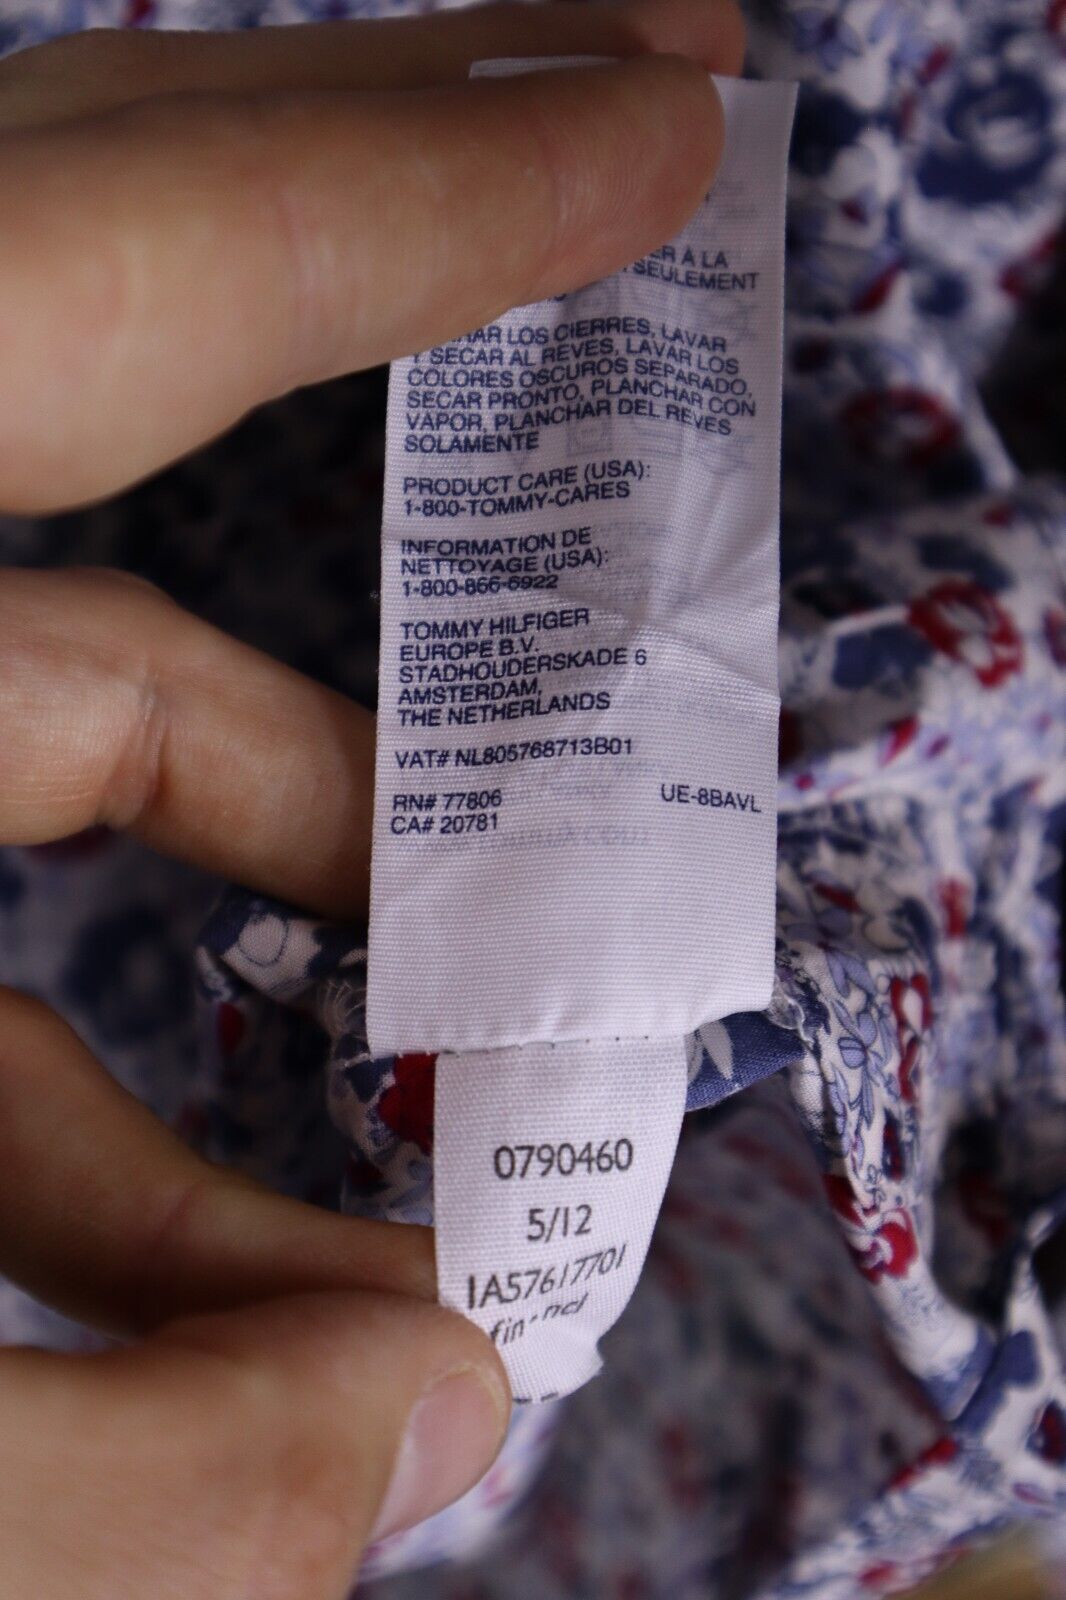 À LA
SEULEMENT
LOS CIERRES, LAVAR
Y SECAR AL REVES, LAVAR LOS
COLORES OSCUROS SEPARADO,
SECAR PRONTO, PLANCHAR CON
VAPOR, PLANCHAR DEL REVES
SOLAMENTE
PRODUCT CARE (USA):
1-800-TOMMY-CARES
INFORMATION DE
NETTOYAGE (USA):
1-800-866-6922
TOMMY HILFIGER
EUROPE B.V.
STADHOUDERSKADE 6
AMSTERDAM,
THE NETHERLANDS
VAT# NL805768713B01
RN# 77806 UE-8BAVL
CA# 20781
0790460
5/12
1A57617701